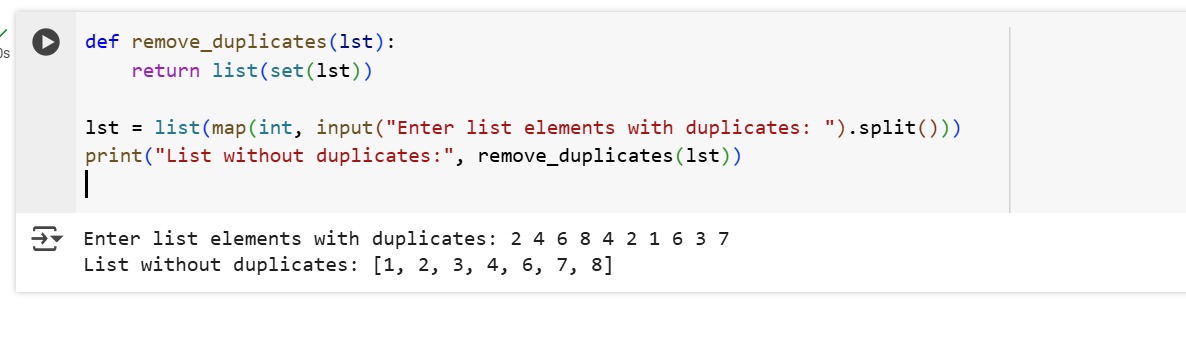 def remove_duplicates(lst):
    return list(set(lst))
lst = list(map(int, input("Enter list elements with duplicates: ").split()))
print("List without duplicates:", remove_duplicates(lst))
0s
Enter list elements with duplicates: 2 4 6 8 4 2 1 6 3 7
List without duplicates: [1, 2, 3, 4, 6, 7, 8]